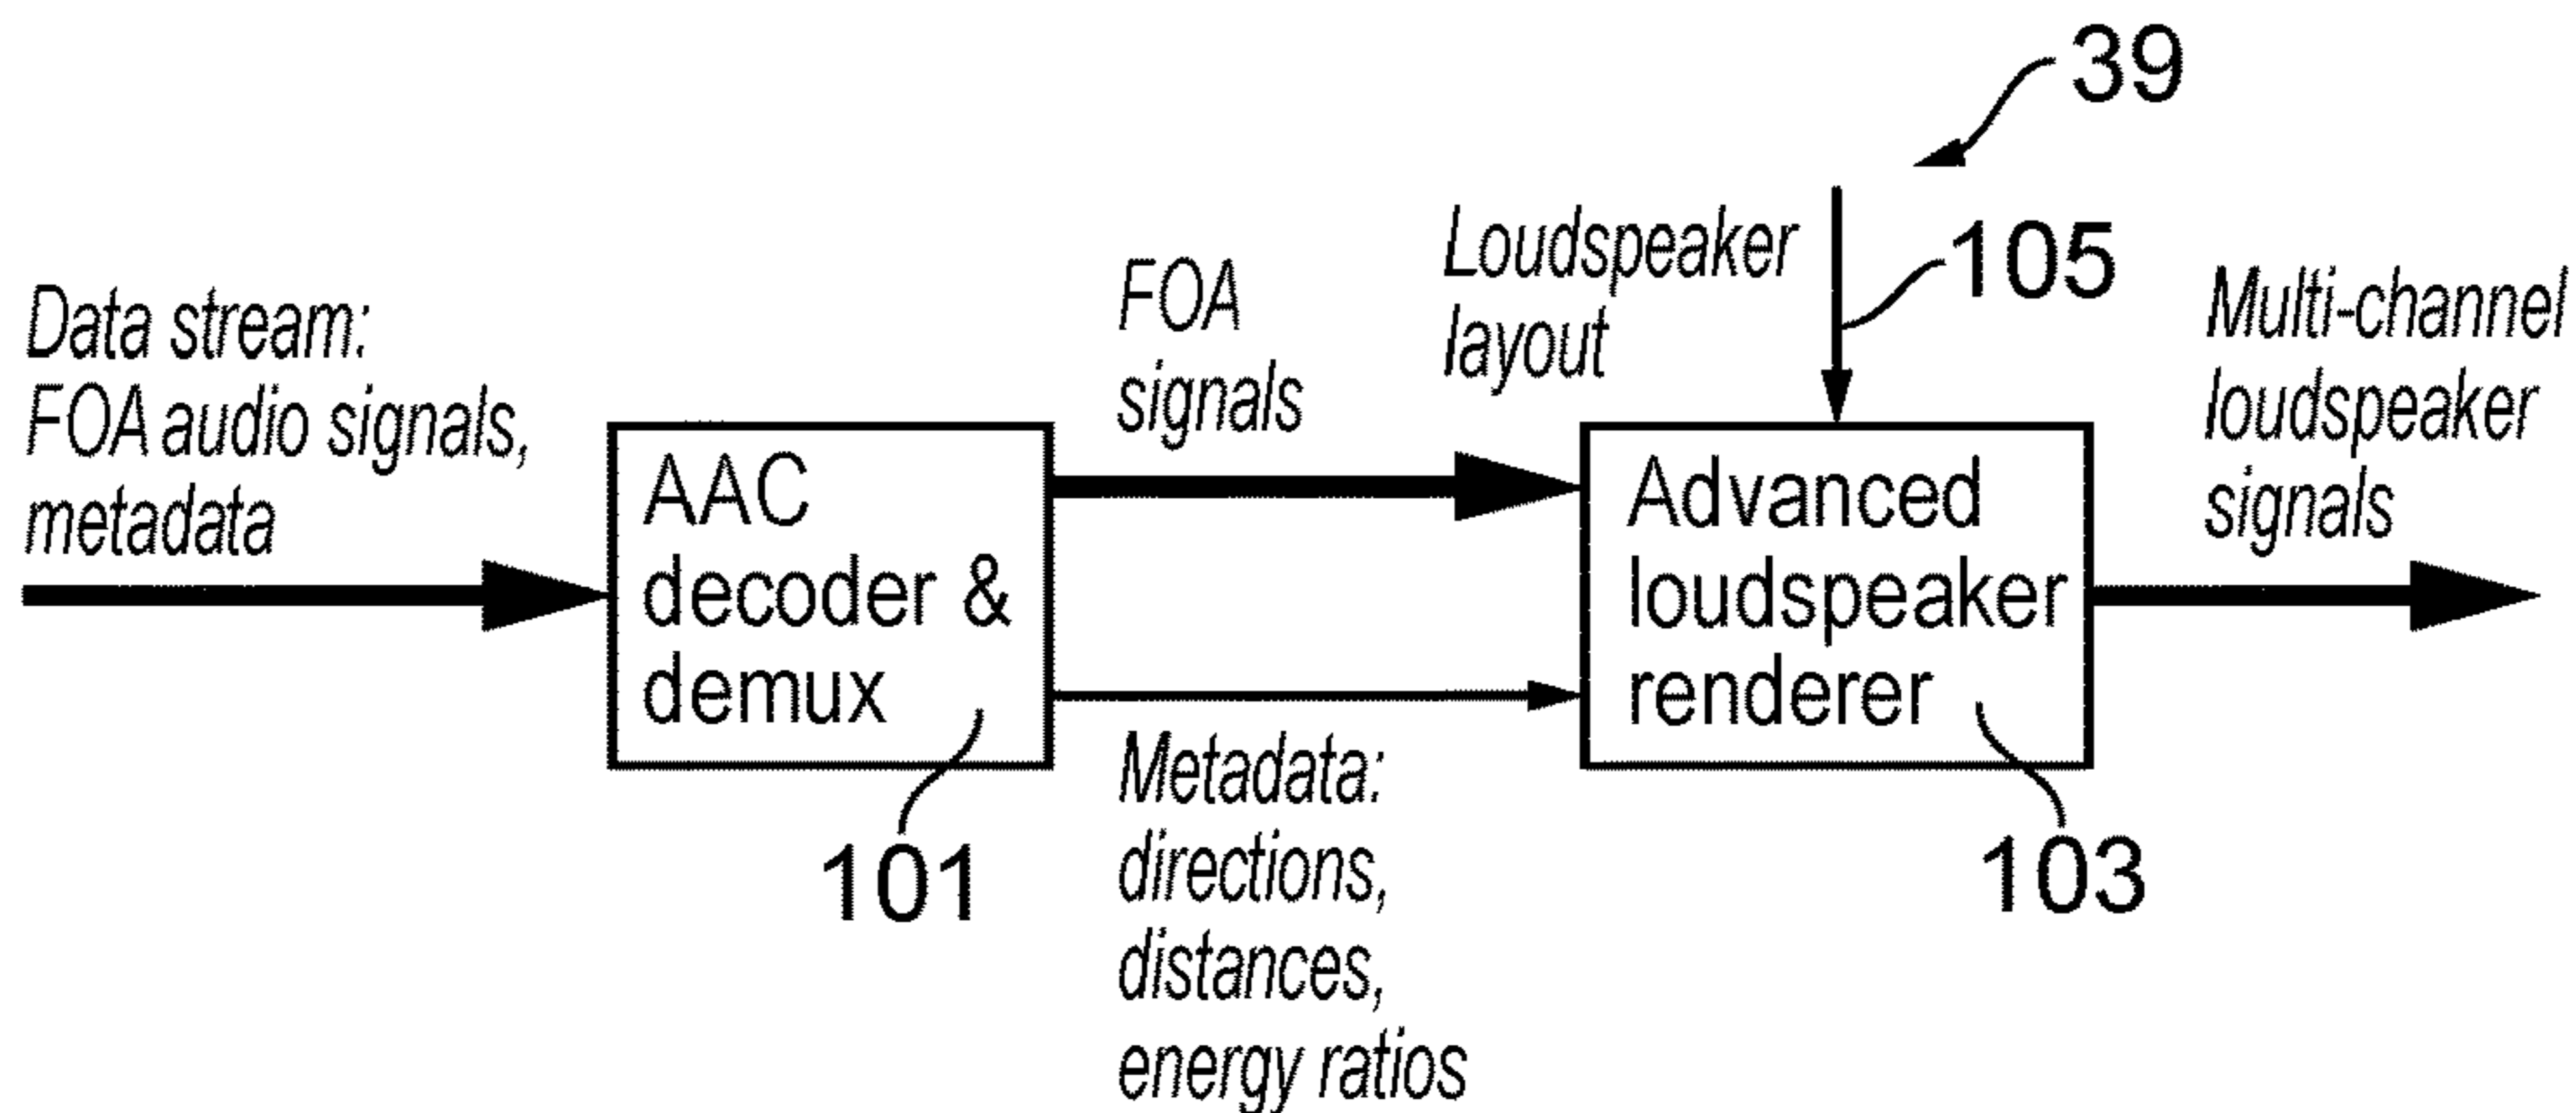 39
105
Data stream:
FOA audio signals,
metadata
FOA
signals
Loudspeaker
layout
Multi-channel
loudspeaker
signals
AAC
decoder &
demux
101
Metadata:
directions,
distances,
energy ratios
Advanced
loudspeaker
renderer
103